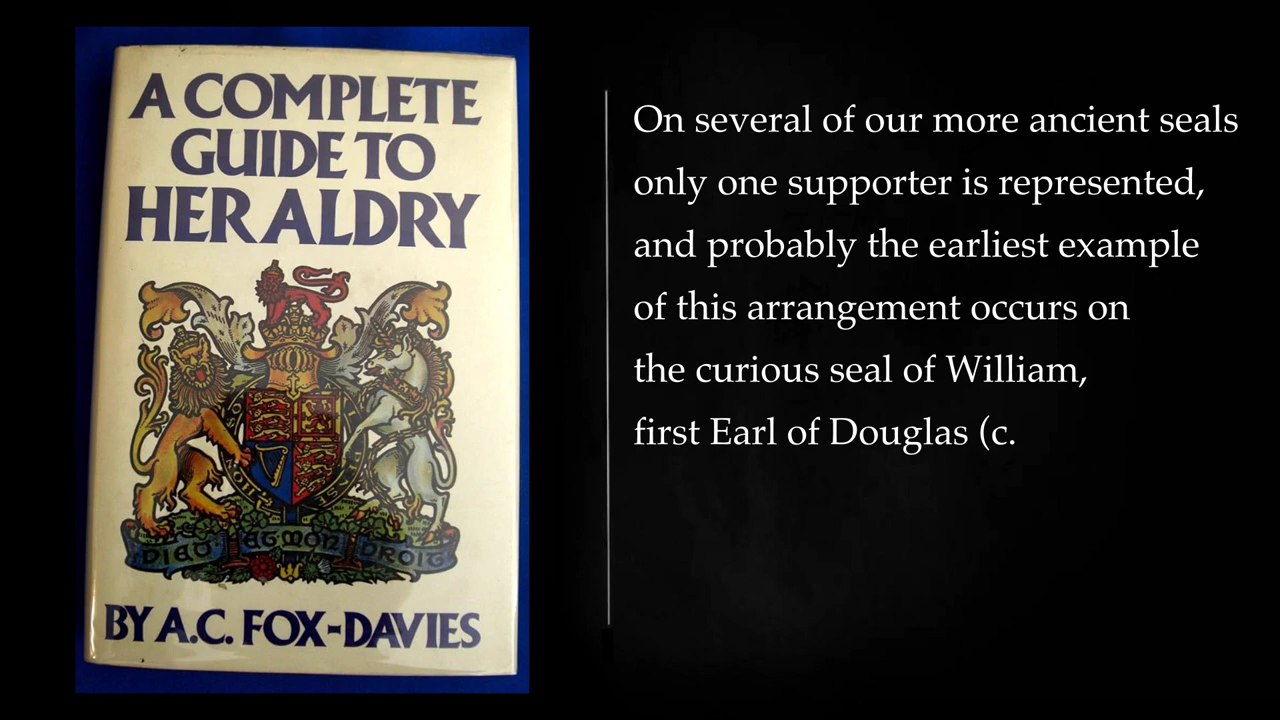 A COMPLETE
GUIDE TO
HERALDRY
DIEU ET MON DROIT
BY A.C. FOX-DAVIES
On several of our more ancient seals
only one supporter is represented,
and probably the earliest example
of this arrangement occurs on
the curious seal of William,
first Earl of Douglas (c.